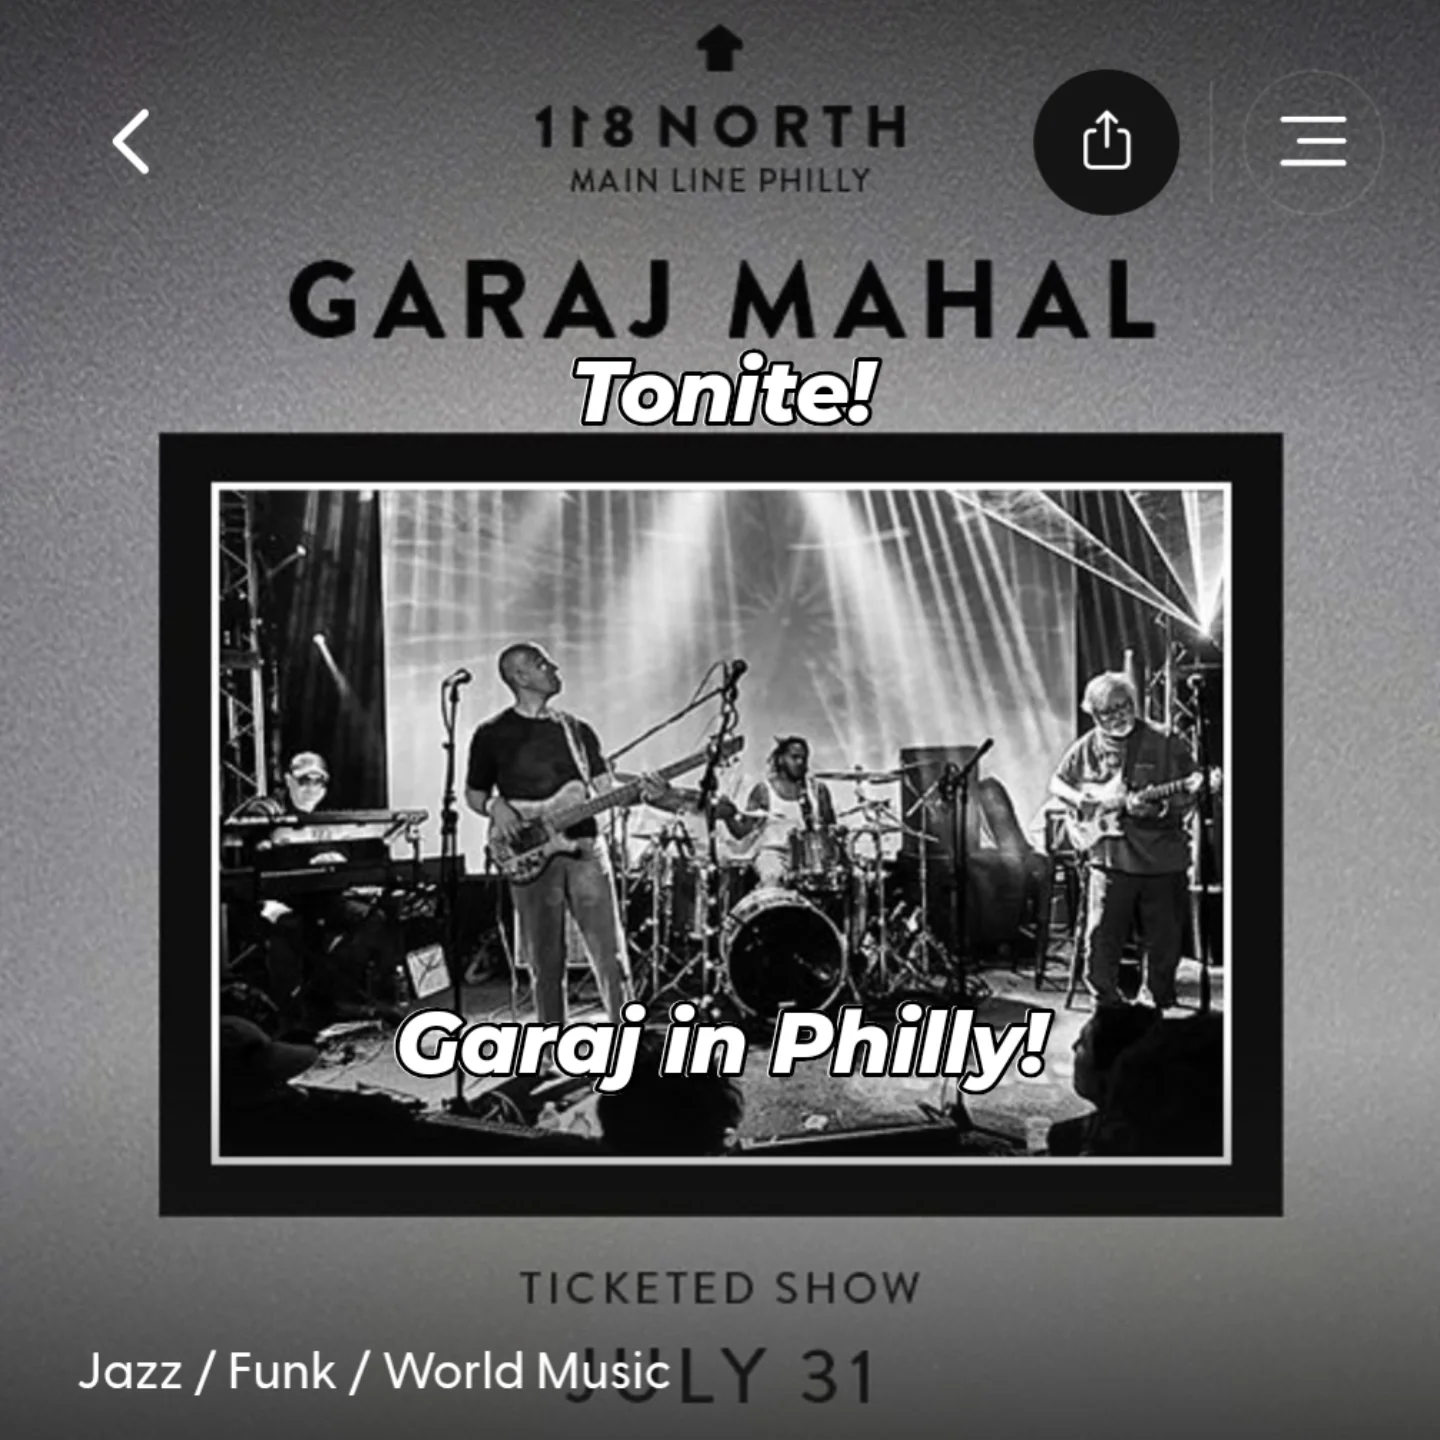 118 NORTH
MAIN LINE PHILLY
GARAJ MAHAL
Tonite!
Garaj in Philly!
TICKETED SHOW
JULY 31
Jazz / Funk / World Music